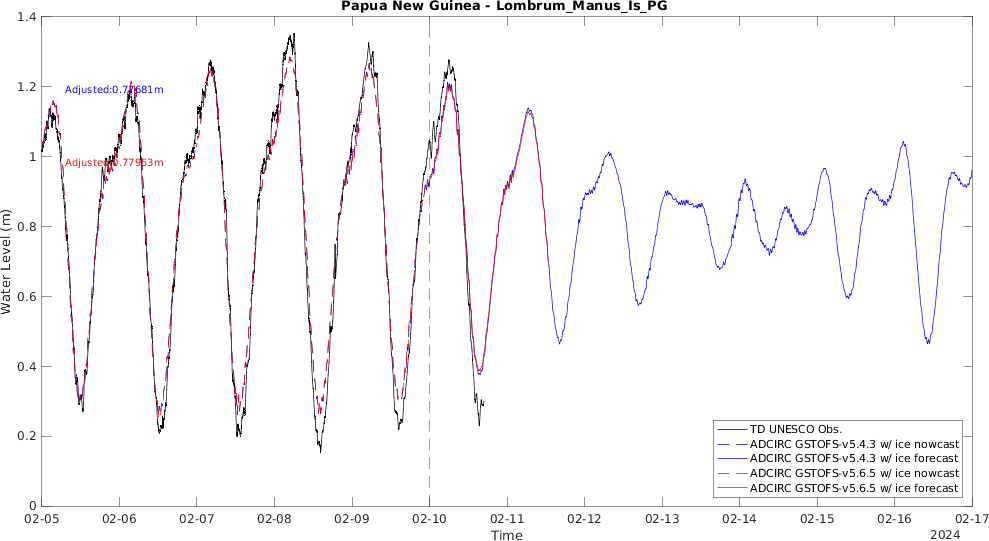 Papua New Guinea - Lombrum_Manus_Is_PG
1.4
1.2
1
0.8
0.6
0.4
0.2
0
Water Level (m)
Adjusted:0.77681m
Adjusted:0.77953m
TD UNESCO Obs.
ADCIRC GSTOFS-v5.4.3 w/ ice nowcast
ADCIRC GSTOFS-v5.4.3 w/ ice forecast
ADCIRC GSTOFS-v5.6.5 w/ ice nowcast
ADCIRC GSTOFS-v5.6.5 w/ ice forecast
02-05 02-06 02-07 02-08 02-09 02-10 02-11 02-12 02-13 02-14 02-15 02-16 02-17
Time
2024